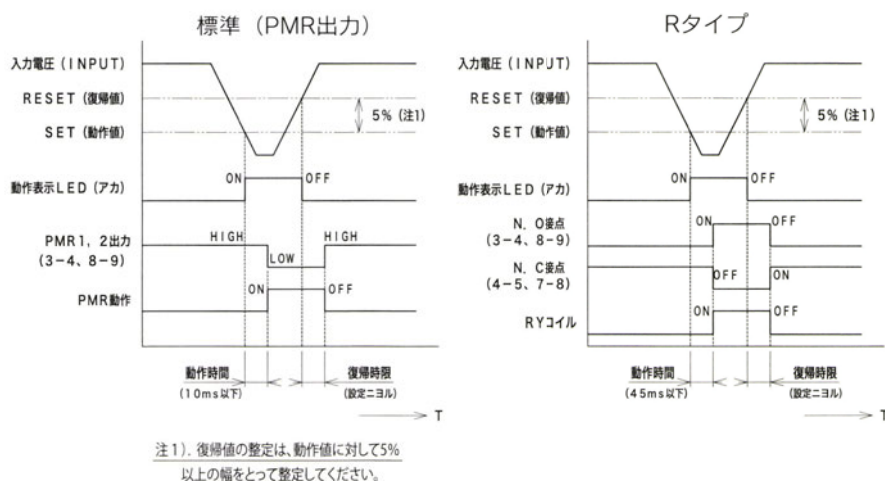 標準（PMR出力）
入力電圧（INPUT）
RESET（復帰値）
SET（動作値）
5%（注1）
動作表示LED（アカ）
ON
OFF
PMR1，2出力
（3−4、8−9）
HIGH
LOW
HIGH
PMR動作
ON
OFF
動作時間
（10ms以下）
復帰時限
（設定ニヨル）
T
Rタイプ
入力電圧（INPUT）
RESET（復帰値）
SET（動作値）
5%（注1）
動作表示LED（アカ）
ON
OFF
N．O接点
（3−4、8−9）
ON
OFF
N．C接点
（4−5、7−8）
OFF
ON
RYコイル
ON
OFF
動作時間
（45ms以下）
復帰時限
（設定ニヨル）
T
注1）．復帰値の整定は、動作値に対して5%
以上の幅をとって整定してください。